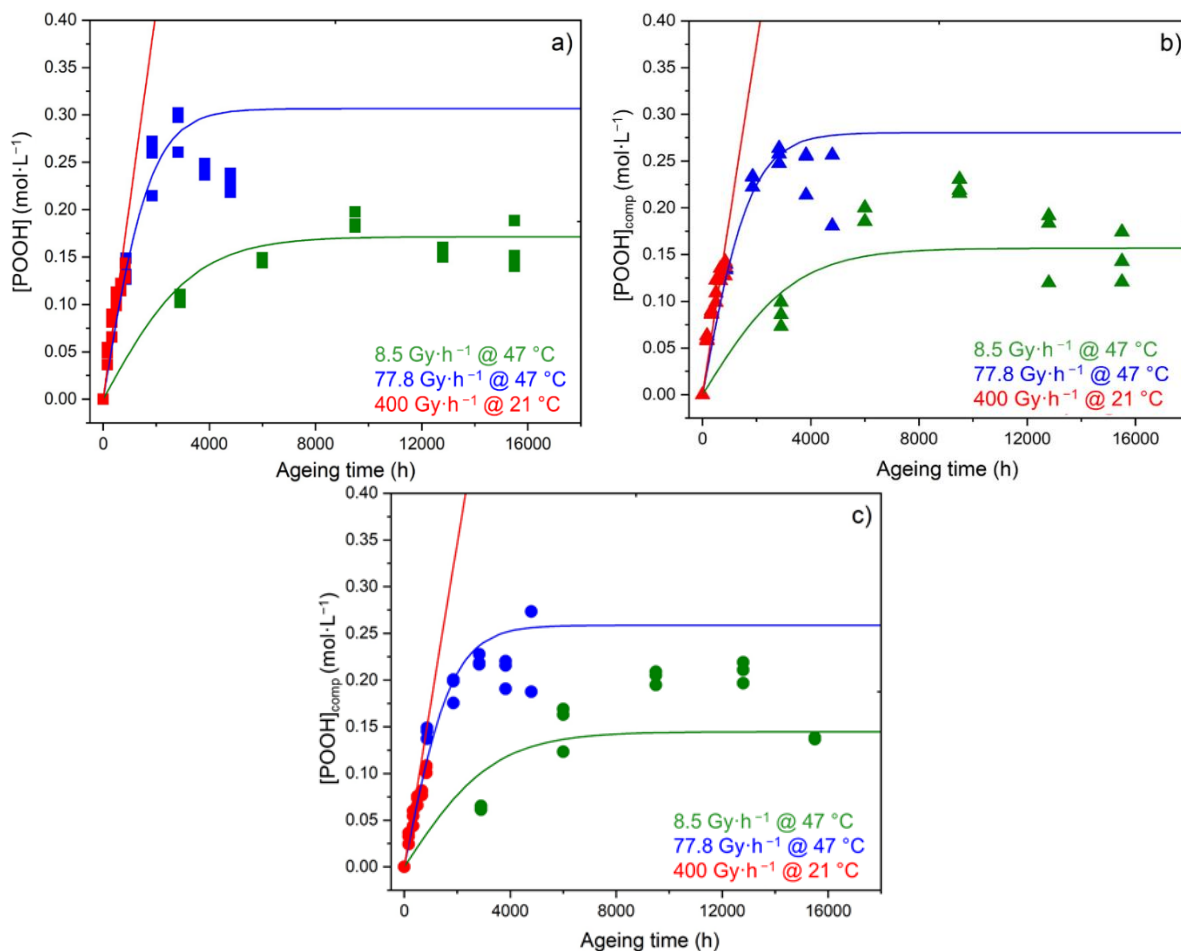 a)
0.40
0.35
0.30
0.25
0.20
0.15
0.10
0.05
0.00
[POOH] (mol·L⁻¹)
8.5 Gy·h⁻¹ @ 47 °C
77.8 Gy·h⁻¹ @ 47 °C
400 Gy·h⁻¹ @ 21 °C
0 4000 8000 12000 16000
Ageing time (h)
b)
0.40
0.35
0.30
0.25
0.20
0.15
0.10
0.05
0.00
[POOH]comp (mol·L⁻¹)
8.5 Gy·h⁻¹ @ 47 °C
77.8 Gy·h⁻¹ @ 47 °C
400 Gy·h⁻¹ @ 21 °C
0 4000 8000 12000 16000
Ageing time (h)
c)
0.40
0.35
0.30
0.25
0.20
0.15
0.10
0.05
0.00
[POOH]comp (mol·L⁻¹)
8.5 Gy·h⁻¹ @ 47 °C
77.8 Gy·h⁻¹ @ 47 °C
400 Gy·h⁻¹ @ 21 °C
0 4000 8000 12000 16000
Ageing time (h)